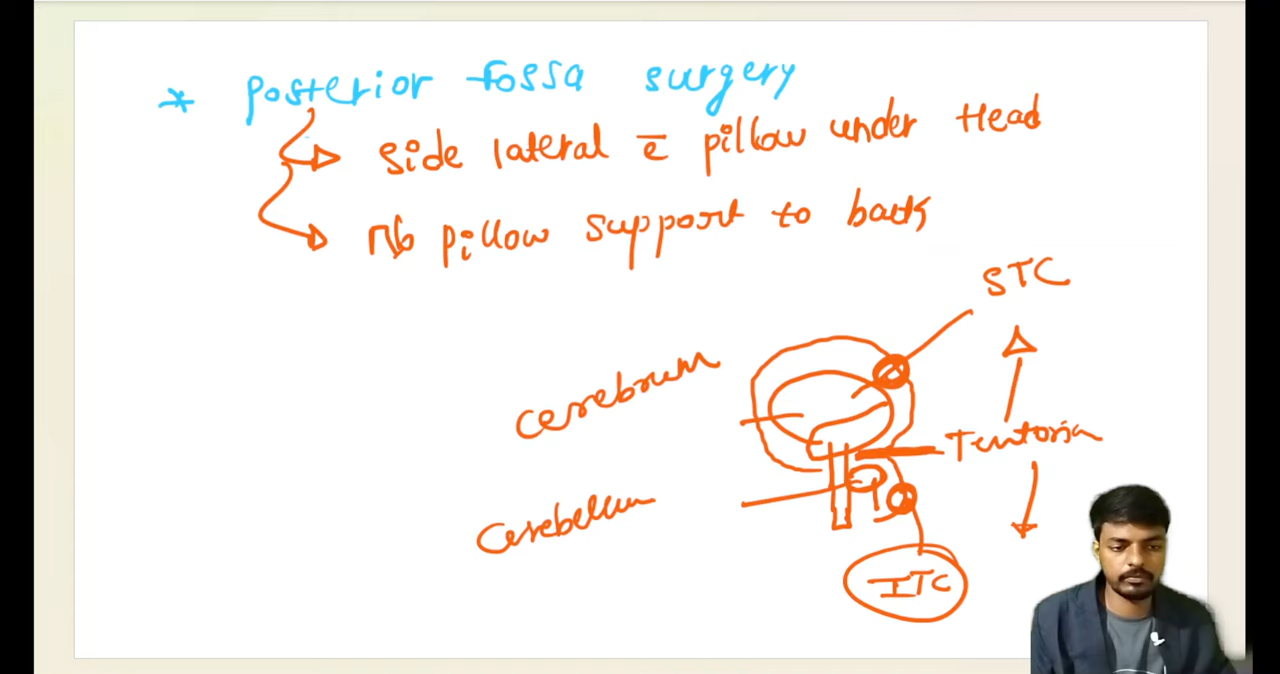 * Posterior fossa surgery
side lateral c̅ pillow under Head
No pillow support to back
STC
cerebrum
Tentoria
cerebellum
ITC